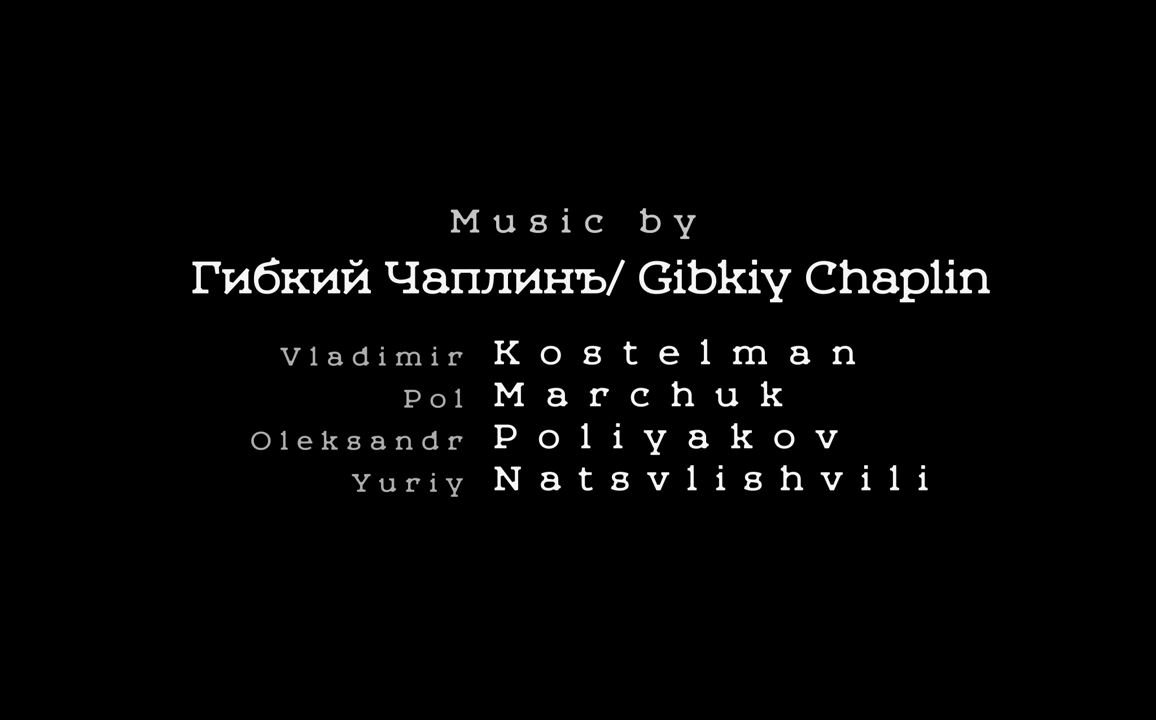 Music by
Гибкий Чаплинъ/ Gibkiy Chaplin
Vladimir Kostelman
Pol Marchuk
Oleksandr Poliyakov
Yuriy Natsvlishvili